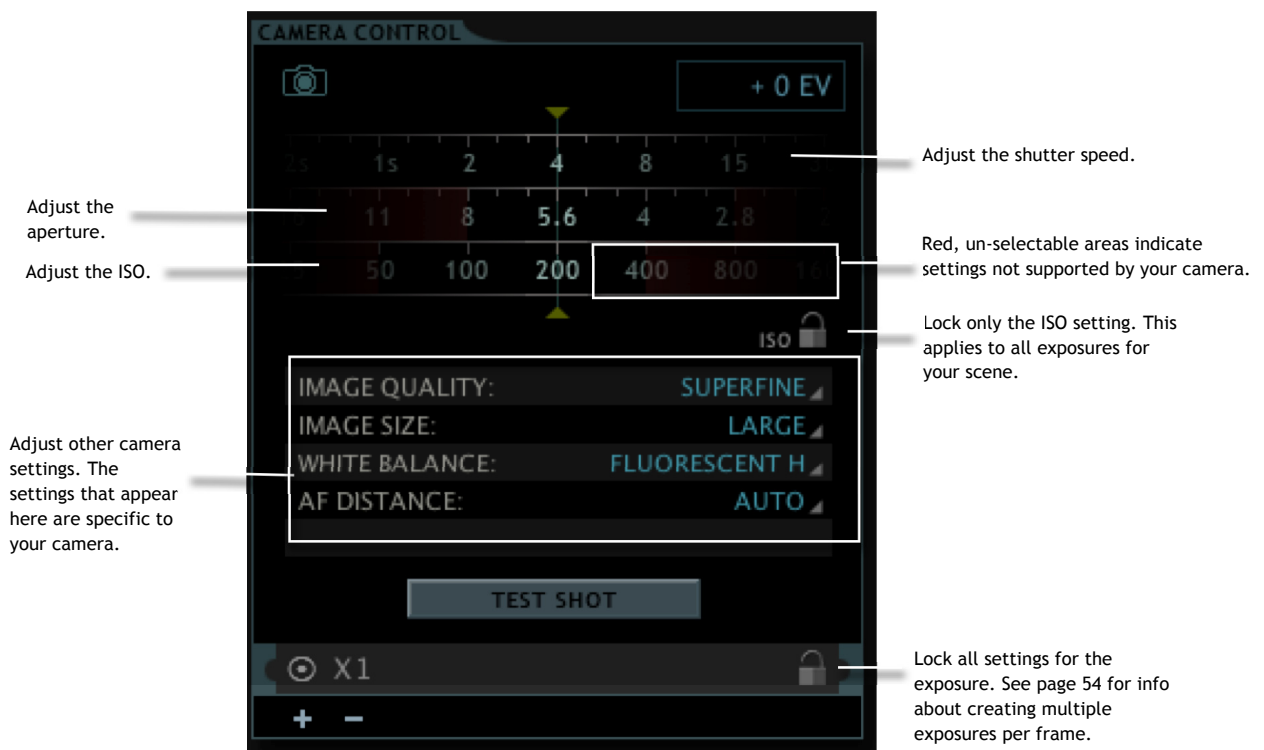 CAMERA CONTROL
+ 0 EV
2s 1s 2 4 8 15
Adjust the shutter speed.
Adjust the
aperture.
11 8 5.6 4 2.8 2
Adjust the ISO.
50 100 200 400 800 160
Red, un-selectable areas indicate
settings not supported by your camera.
ISO
Lock only the ISO setting. This
applies to all exposures for
your scene.
IMAGE QUALITY: SUPERFINE
IMAGE SIZE: LARGE
WHITE BALANCE: FLUORESCENT H
AF DISTANCE: AUTO
Adjust other camera
settings. The
settings that appear
here are specific to
your camera.
TEST SHOT
X1
Lock all settings for the
exposure. See page 54 for info
about creating multiple
exposures per frame.
+ −